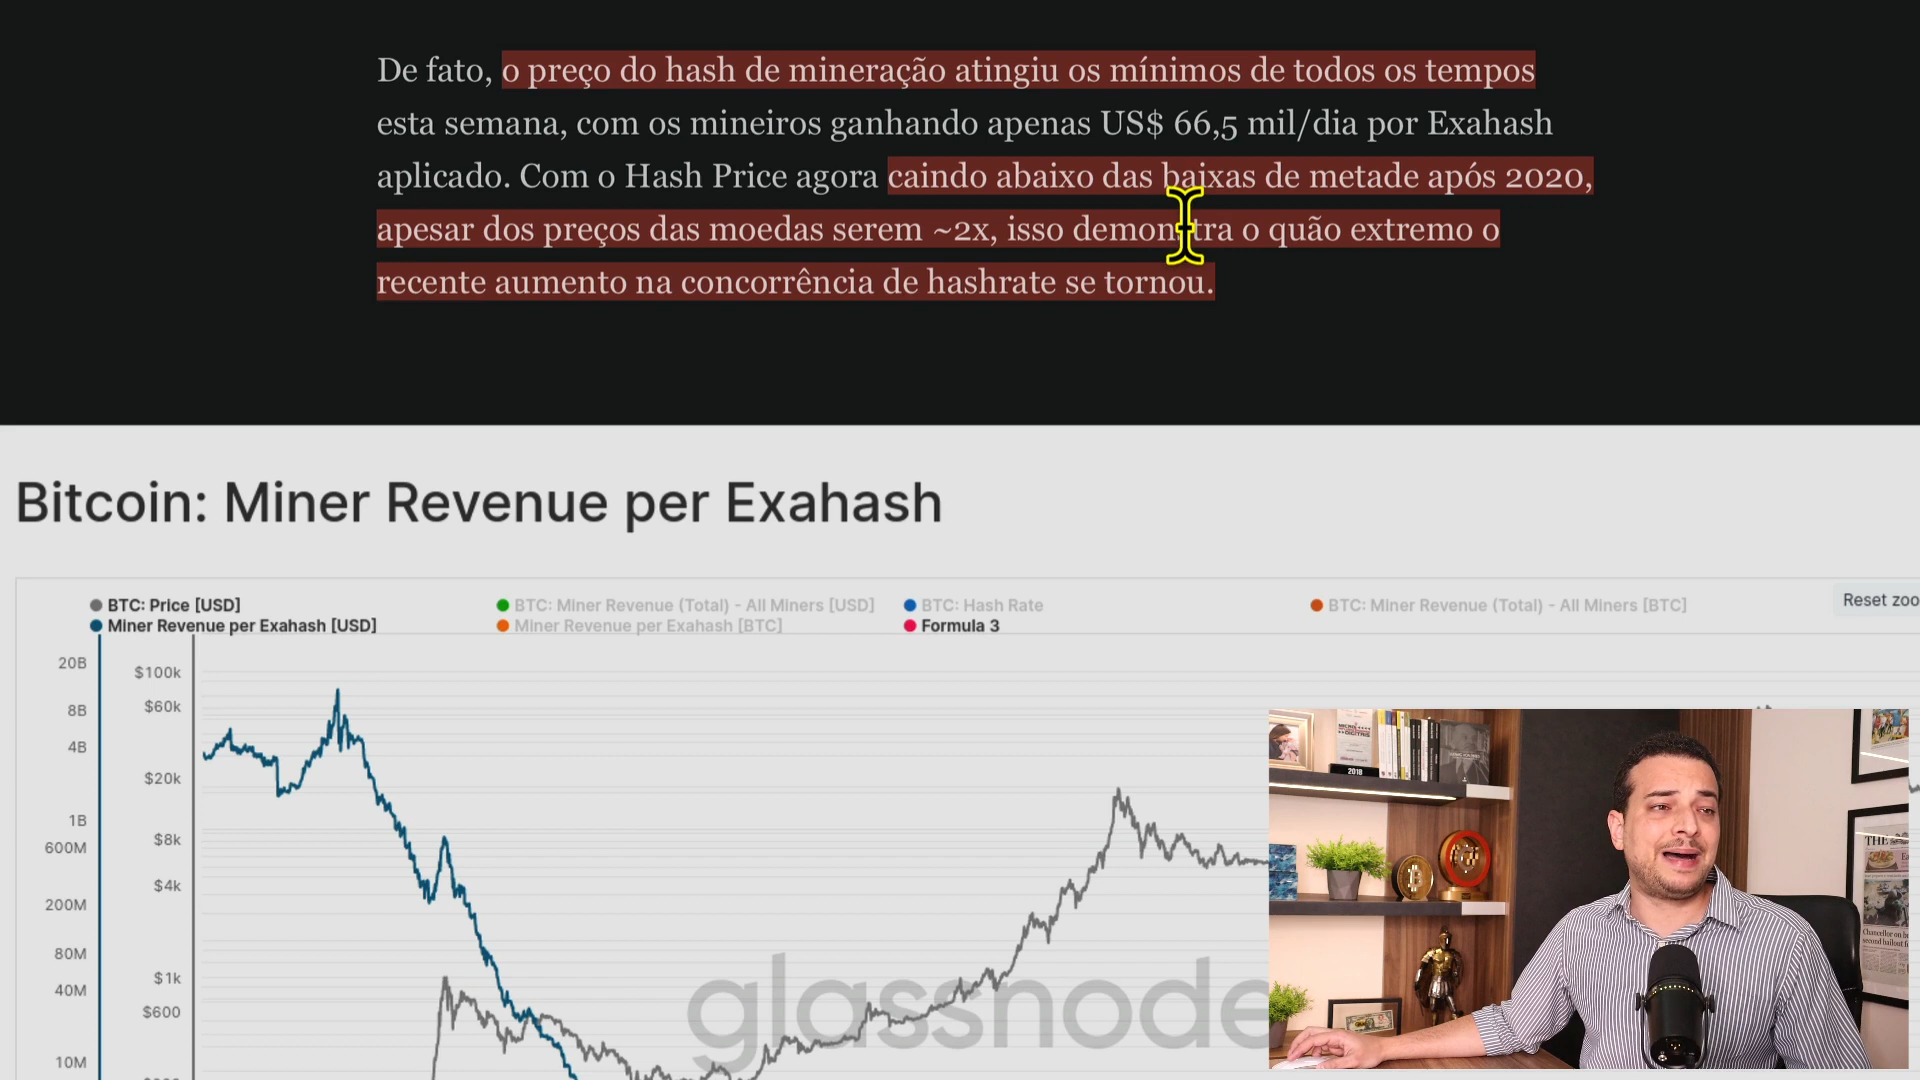 De fato, o preço do hash de mineração atingiu os mínimos de todos os tempos
esta semana, com os mineiros ganhando apenas US$ 66,5 mil/dia por Exahash
aplicado. Com o Hash Price agora caindo abaixo das baixas de metade após 2020,
apesar dos preços das moedas serem ~2x, isso demonstra o quão extremo o
recente aumento na concorrência de hashrate se tornou.
Bitcoin: Miner Revenue per Exahash
BTC: Price [USD]
BTC: Miner Revenue (Total) - All Miners [USD]
BTC: Hash Rate
BTC: Miner Revenue (Total) - All Miners [BTC]
Miner Revenue per Exahash [USD]
Miner Revenue per Exahash [BTC]
Formula 3
Reset zoo
20B
8B
4B
1B
600M
200M
80M
40M
10M
$100k
$60k
$20k
$8k
$4k
$1k
$600
glassnode
2018
THE
Chancellor on
second bailout f